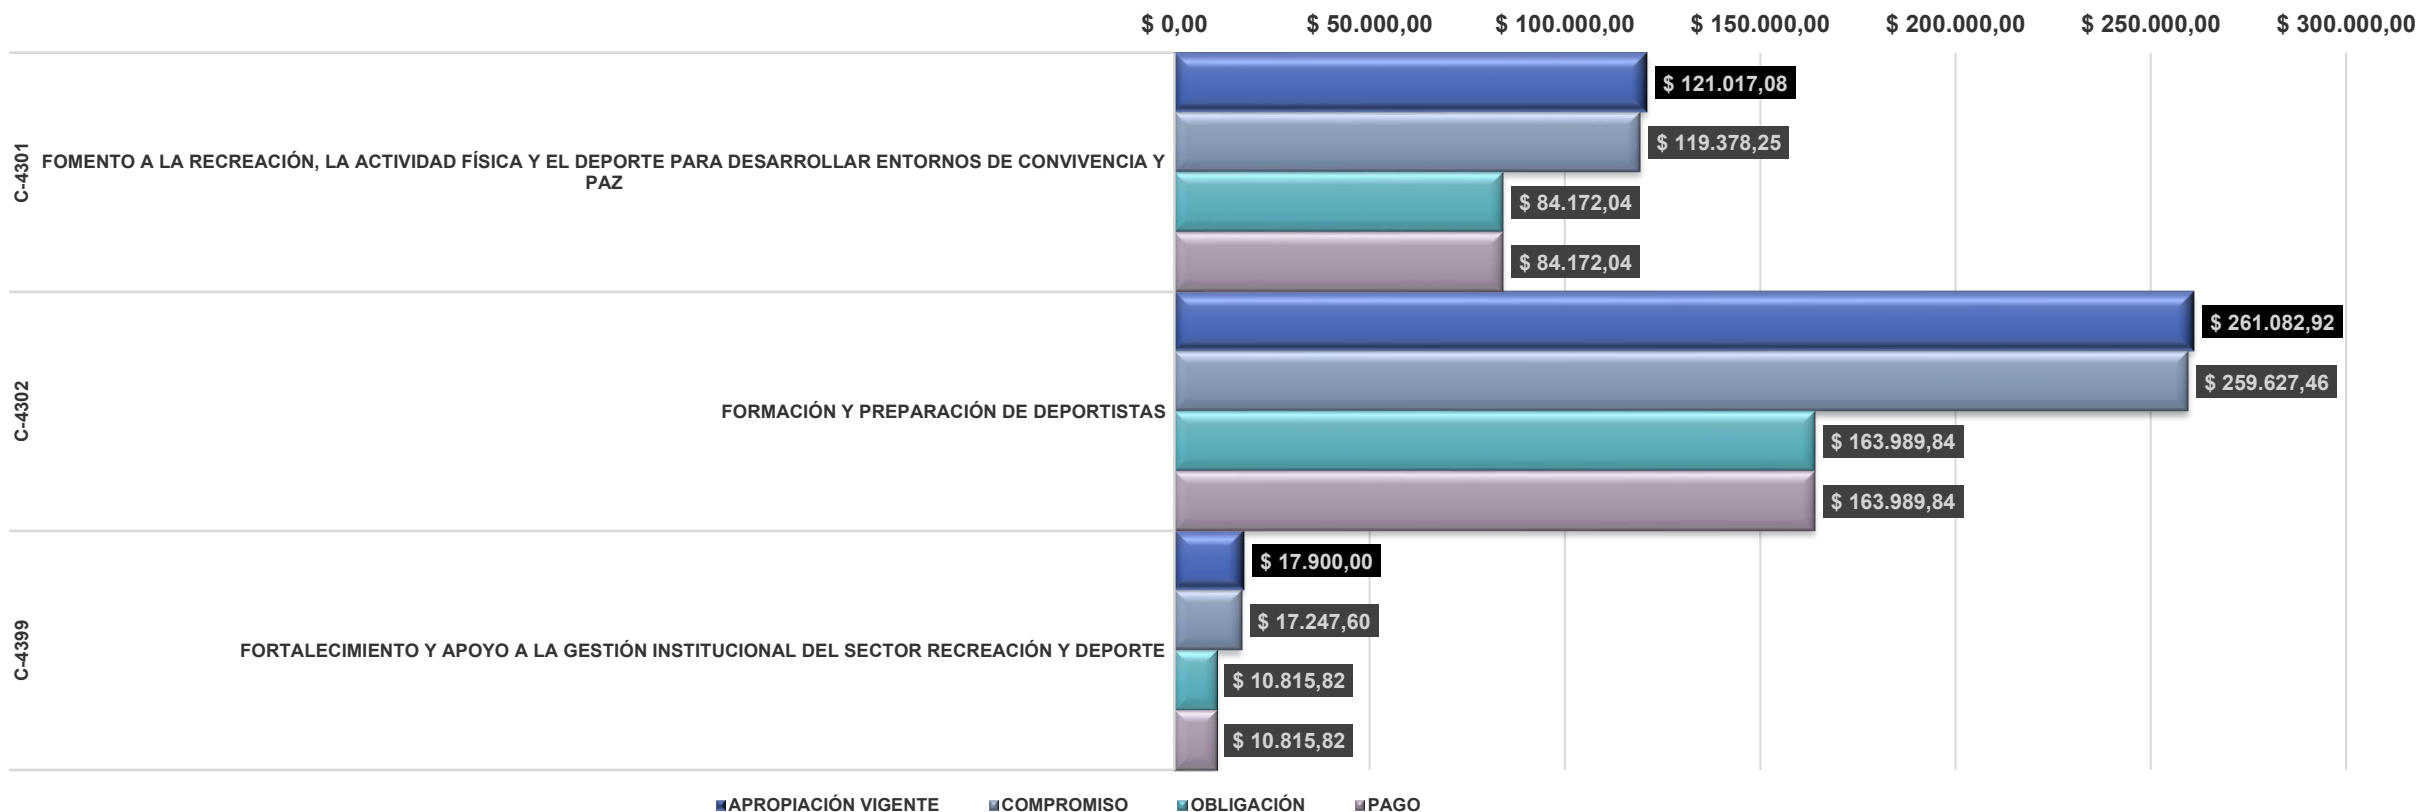 $ 0,00 $ 50.000,00 $ 100.000,00 $ 150.000,00 $ 200.000,00 $ 250.000,00 $ 300.000,00
C-4301
FOMENTO A LA RECREACIÓN, LA ACTIVIDAD FÍSICA Y EL DEPORTE PARA DESARROLLAR ENTORNOS DE CONVIVENCIA Y
PAZ
$ 121.017,08
$ 119.378,25
$ 84.172,04
$ 84.172,04
C-4302
FORMACIÓN Y PREPARACIÓN DE DEPORTISTAS
$ 261.082,92
$ 259.627,46
$ 163.989,84
$ 163.989,84
C-4399
FORTALECIMIENTO Y APOYO A LA GESTIÓN INSTITUCIONAL DEL SECTOR RECREACIÓN Y DEPORTE
$ 17.900,00
$ 17.247,60
$ 10.815,82
$ 10.815,82
APROPIACIÓN VIGENTE COMPROMISO OBLIGACIÓN PAGO